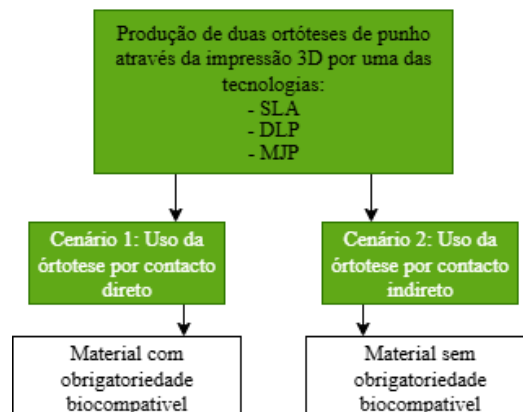 Produção de duas ortóteses de punho
através da impressão 3D por uma das
tecnologias:
- SLA
- DLP
- MJP
Cenário 1: Uso da
órtotese por contacto
direto
Cenário 2: Uso da
órtotese por contacto
indireto
Material com
obrigatoriedade
biocompatível
Material sem
obrigatoriedade
biocompatível